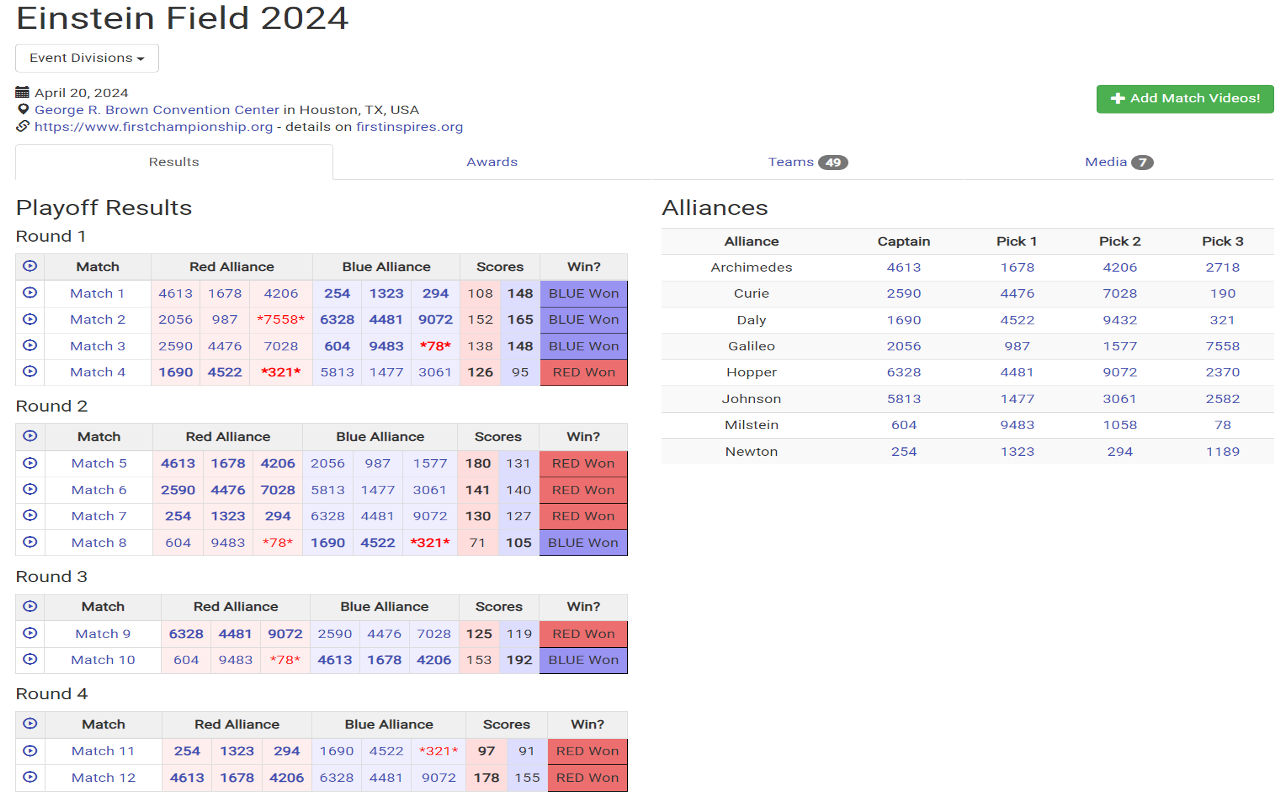 Einstein Field 2024
Event Divisions
April 20, 2024
George R. Brown Convention Center in Houston, TX, USA
https://www.firstchampionship.org - details on firstinspires.org
Add Match Videos!
Results Awards Teams 49 Media 7
Playoff Results
Round 1
Match Red Alliance Blue Alliance Scores Win?
Match 1 4613 1678 4206 254 1323 294 108 148 BLUE Won
Match 2 2056 987 *7558* 6328 4481 9072 152 165 BLUE Won
Match 3 2590 4476 7028 604 9483 *78* 138 148 BLUE Won
Match 4 1690 4522 *321* 5813 1477 3061 126 95 RED Won
Round 2
Match Red Alliance Blue Alliance Scores Win?
Match 5 4613 1678 4206 2056 987 1577 180 131 RED Won
Match 6 2590 4476 7028 5813 1477 3061 141 140 RED Won
Match 7 254 1323 294 6328 4481 9072 130 127 RED Won
Match 8 604 9483 *78* 1690 4522 *321* 71 105 BLUE Won
Round 3
Match Red Alliance Blue Alliance Scores Win?
Match 9 6328 4481 9072 2590 4476 7028 125 119 RED Won
Match 10 604 9483 *78* 4613 1678 4206 153 192 BLUE Won
Round 4
Match Red Alliance Blue Alliance Scores Win?
Match 11 254 1323 294 1690 4522 *321* 97 91 RED Won
Match 12 4613 1678 4206 6328 4481 9072 178 155 RED Won
Alliances
Alliance Captain Pick 1 Pick 2 Pick 3
Archimedes 4613 1678 4206 2718
Curie 2590 4476 7028 190
Daly 1690 4522 9432 321
Galileo 2056 987 1577 7558
Hopper 6328 4481 9072 2370
Johnson 5813 1477 3061 2582
Milstein 604 9483 1058 78
Newton 254 1323 294 1189